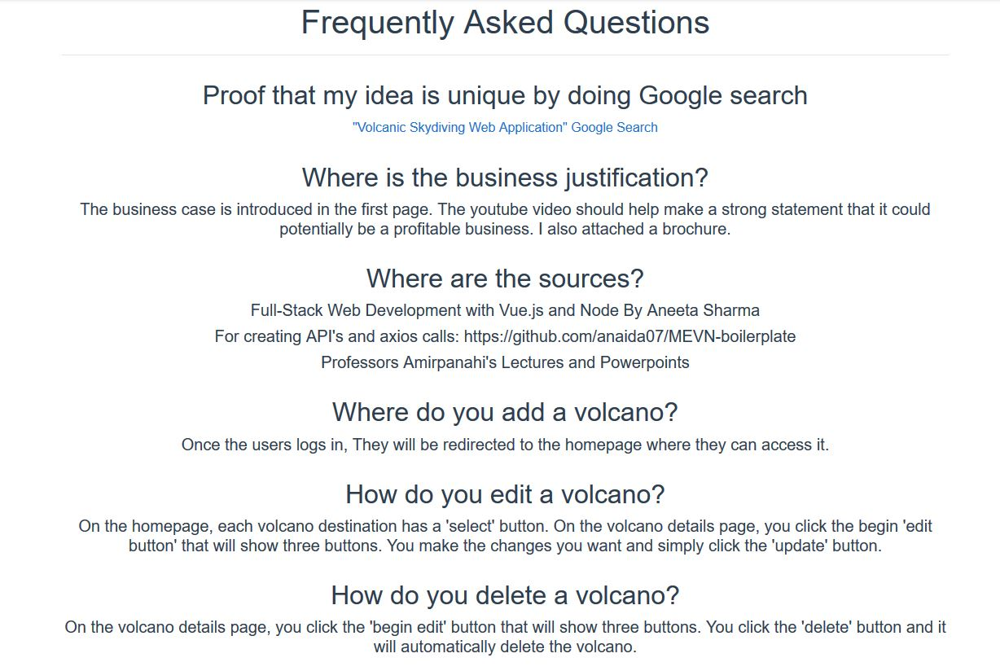 Frequently Asked Questions
Proof that my idea is unique by doing Google search
"Volcanic Skydiving Web Application" Google Search
Where is the business justification?
The business case is introduced in the first page. The youtube video should help make a strong statement that it could
potentially be a profitable business. I also attached a brochure.
Where are the sources?
Full-Stack Web Development with Vue.js and Node By Aneeta Sharma
For creating API's and axios calls: https://github.com/anaida07/MEVN-boilerplate
Professors Amirpanahi's Lectures and Powerpoints
Where do you add a volcano?
Once the users logs in, They will be redirected to the homepage where they can access it.
How do you edit a volcano?
On the homepage, each volcano destination has a 'select' button. On the volcano details page, you click the begin 'edit
button' that will show three buttons. You make the changes you want and simply click the 'update' button.
How do you delete a volcano?
On the volcano details page, you click the 'begin edit' button that will show three buttons. You click the 'delete' button and it
will automatically delete the volcano.